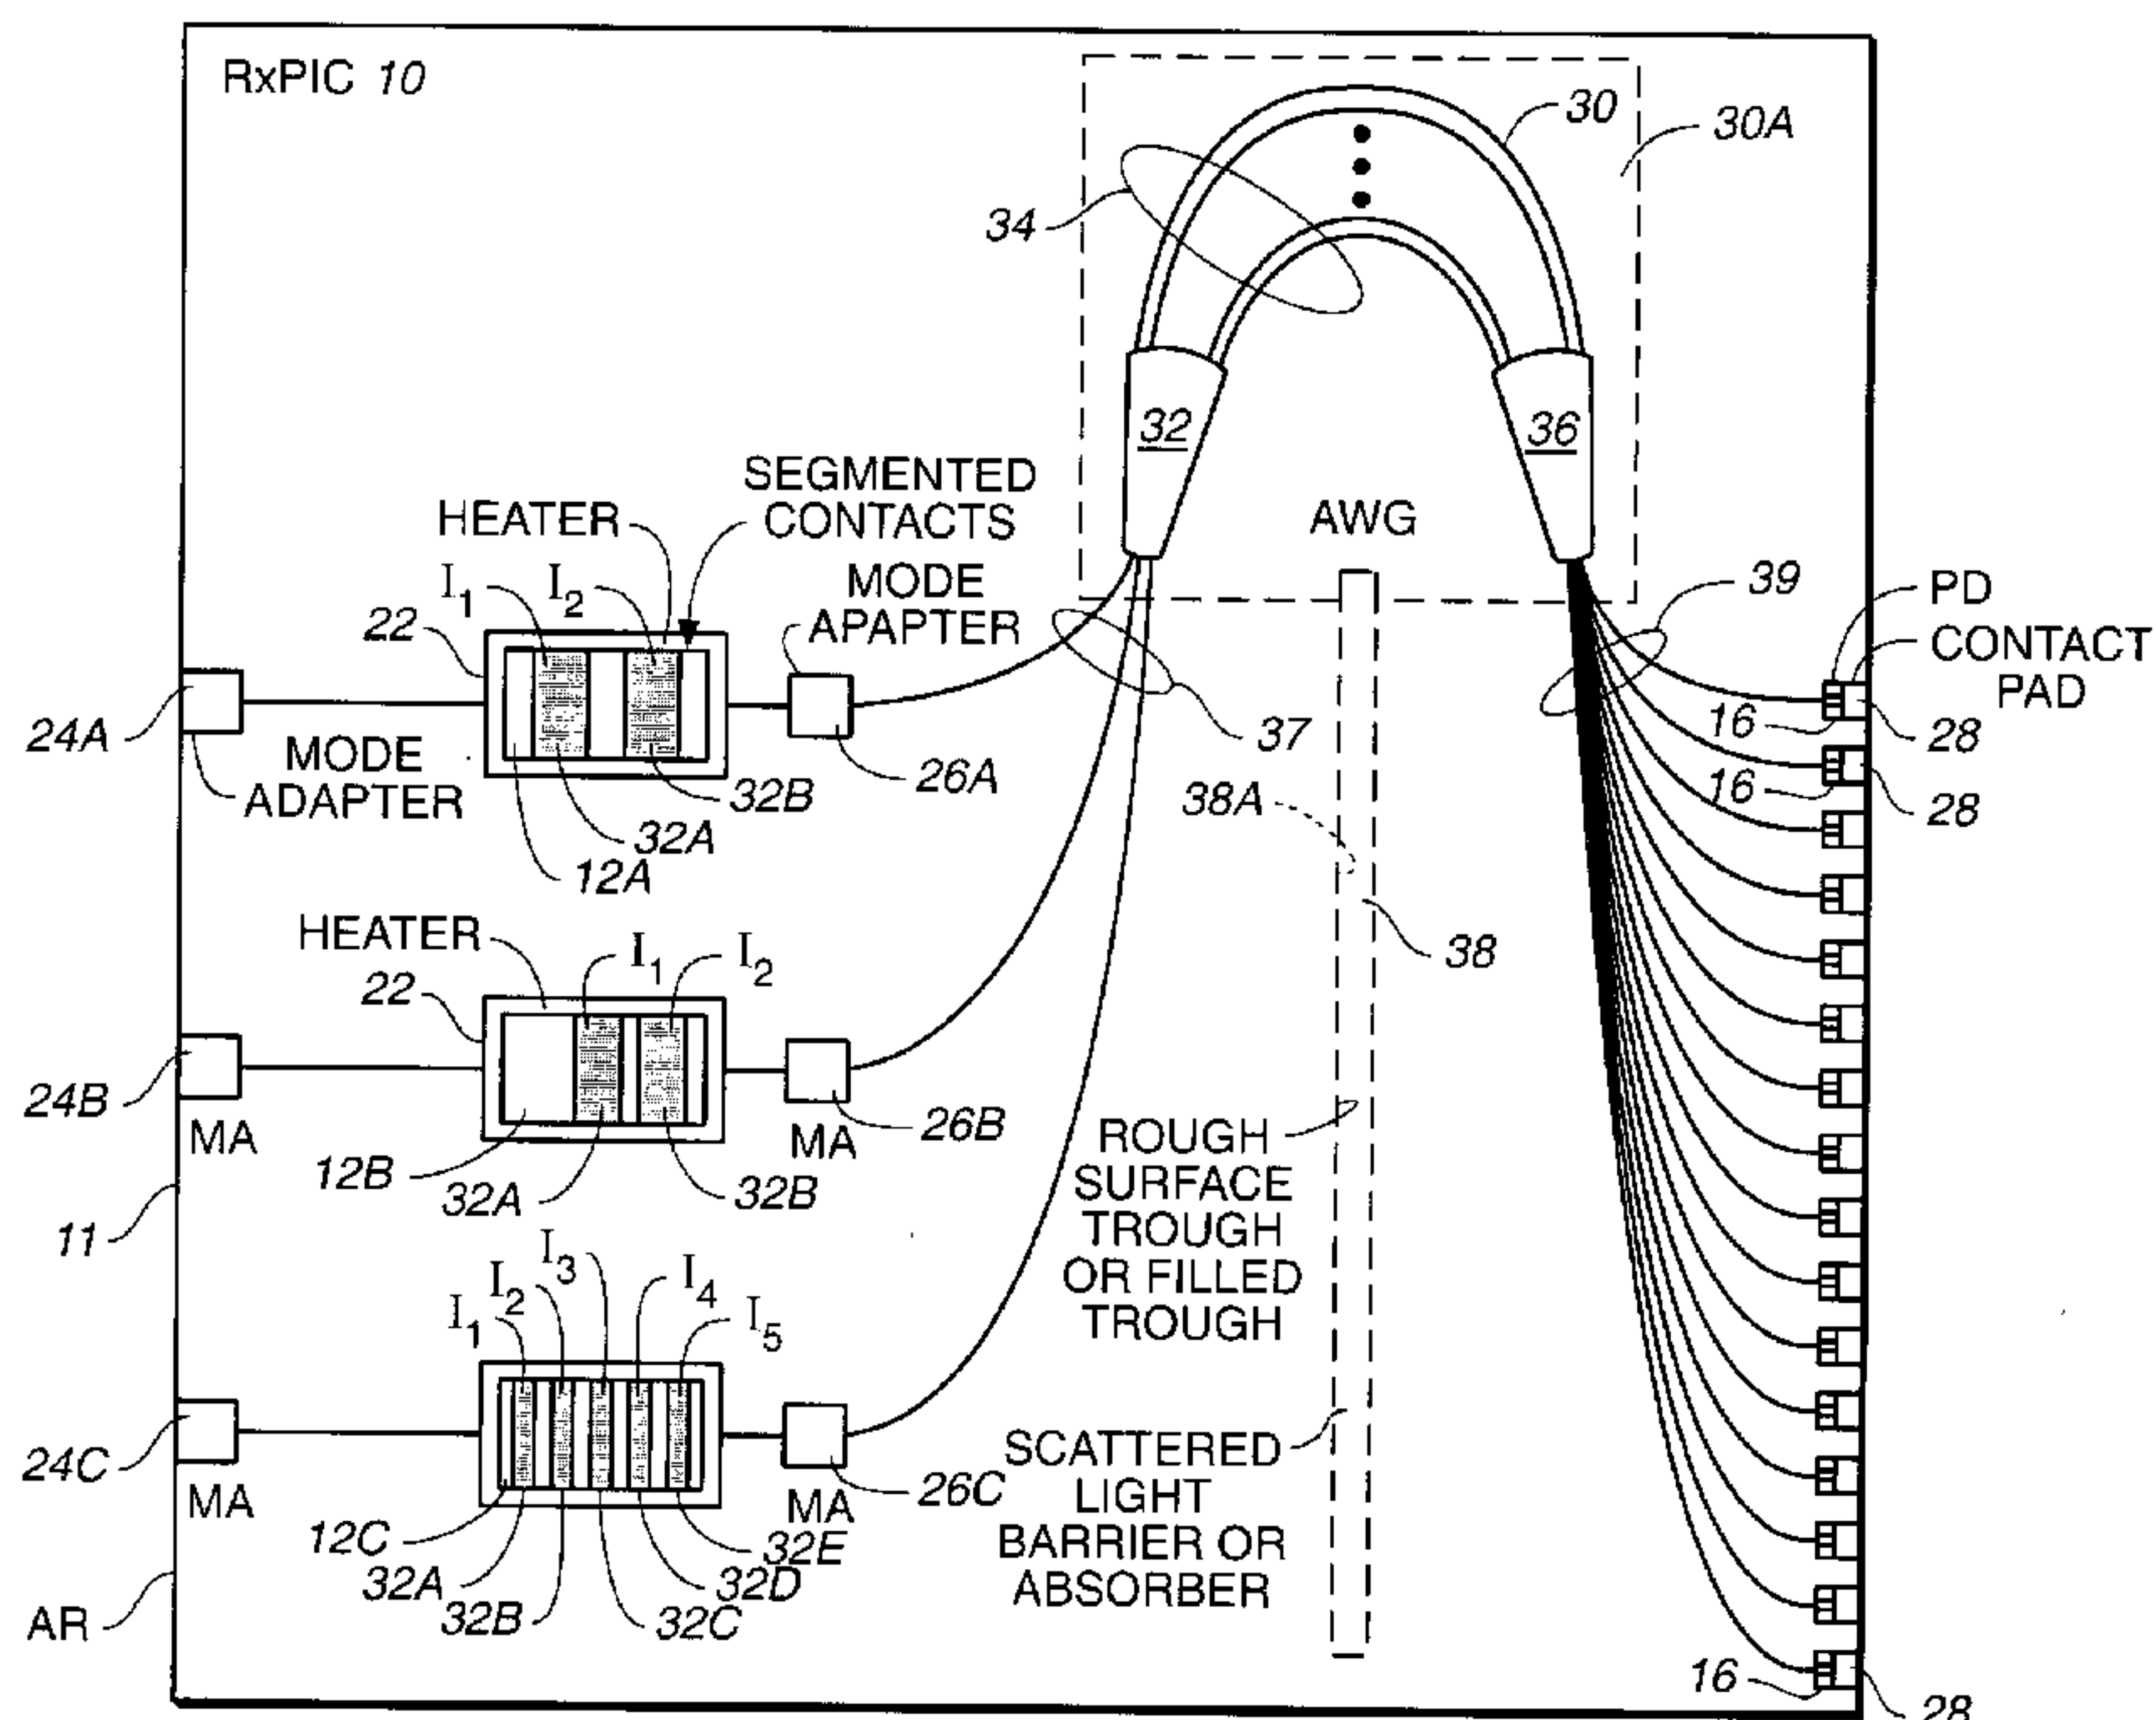 RxPIC 10
30
30A
34
32
36
AWG
SEGMENTED
CONTACTS
HEATER
MODE
APAPTER
I1
I2
22
24A
MODE
ADAPTER
12A
32A
32B
26A
37
39
PD
CONTACT
PAD
16
28
16
28
38A
38
HEATER
22
I1
I2
24B
MA
12B
32A
32B
MA
26B
11
ROUGH
SURFACE
TROUGH
OR FILLED
TROUGH
I1
I2
I3
I4
I5
24C
MA
12C
32A
32B
32C
32D
32E
MA
26C
SCATTERED
LIGHT
BARRIER OR
ABSORBER
AR
16
28